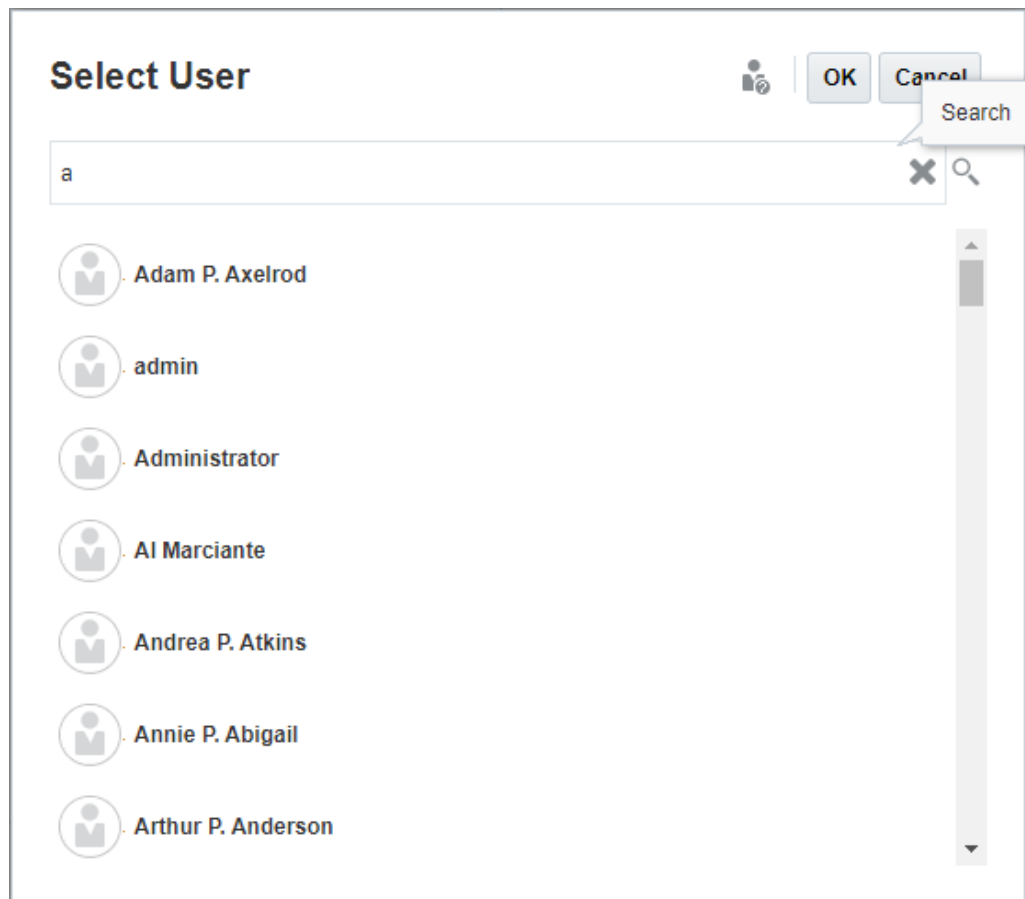 Select User
OK
Cancel
Search
a
Adam P. Axelrod
admin
Administrator
Al Marciante
Andrea P. Atkins
Annie P. Abigail
Arthur P. Anderson